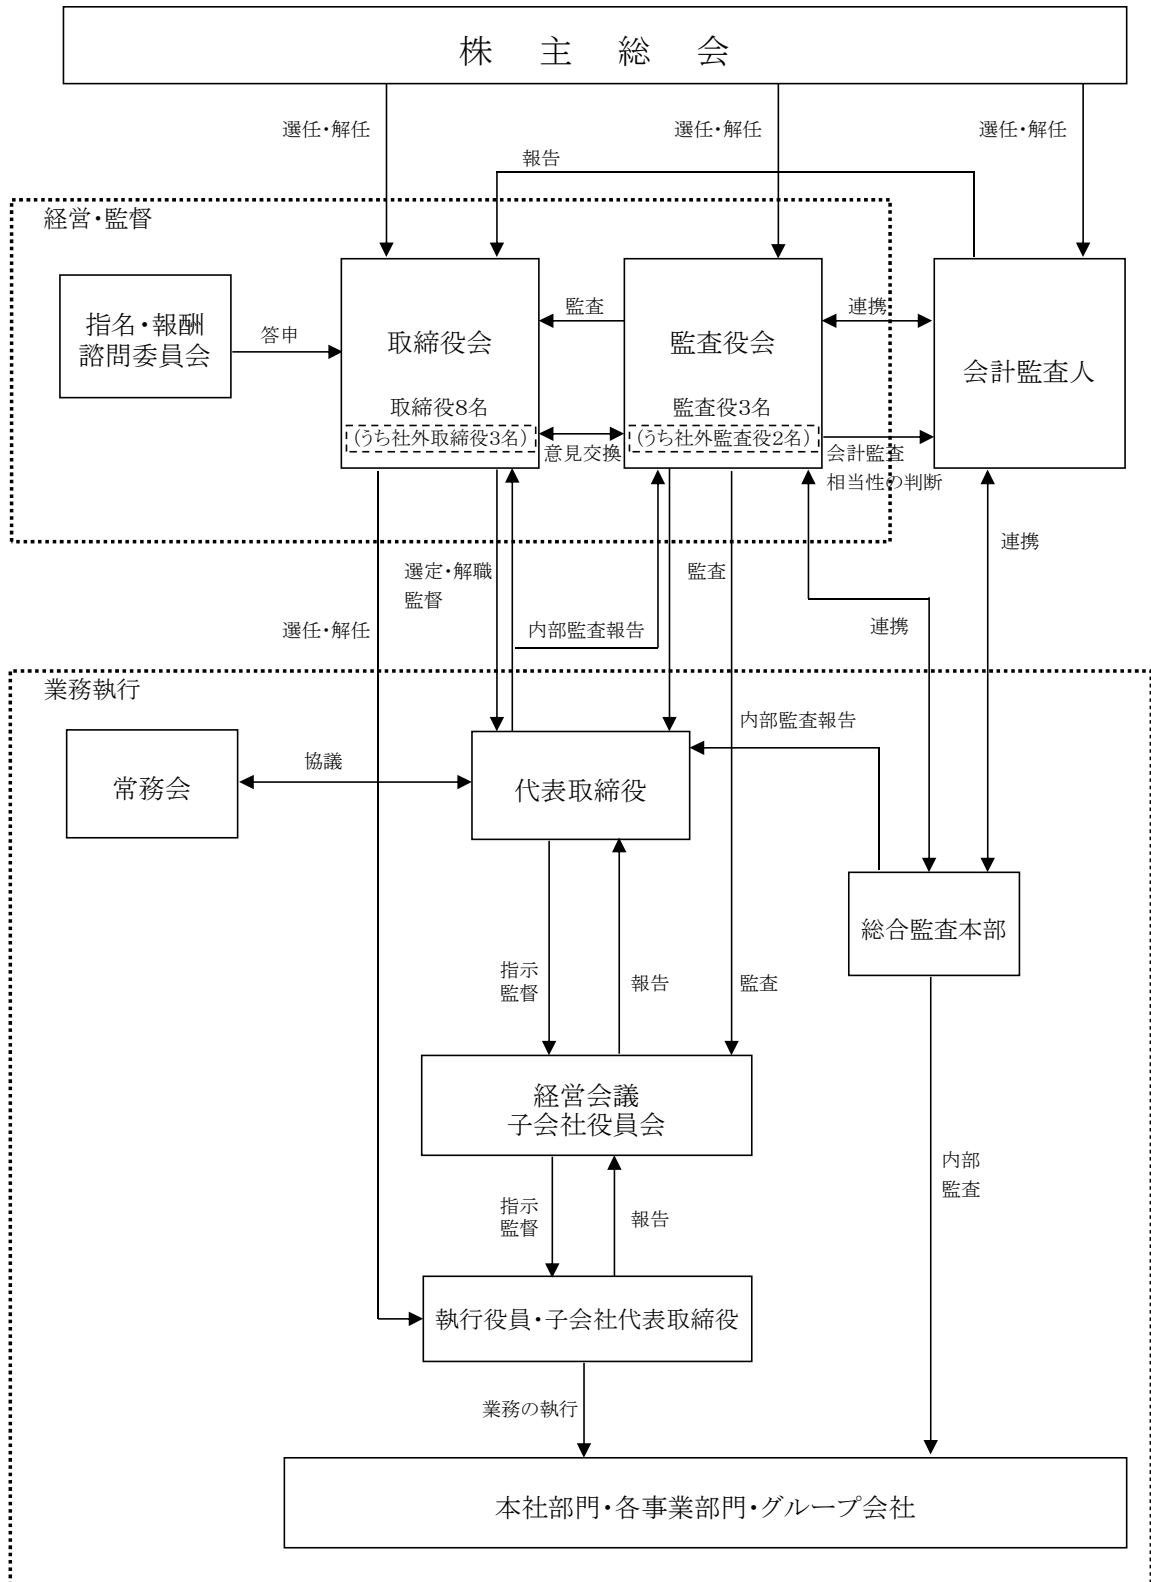 株主総会
選任・解任
選任・解任
選任・解任
報告
経営・監督
指名・報酬
諮問委員会
答申
取締役会
取締役8名
(うち社外取締役3名)
監査
意見交換
監査役会
監査役3名
(うち社外監査役2名)
連携
会計監査
相当性の判断
会計監査人
選定・解職
監督
監査
連携
選任・解任
内部監査報告
連携
業務執行
内部監査報告
常務会
協議
代表取締役
総合監査本部
指示
監督
報告
監査
経営会議
子会社役員会
内部
監査
指示
監督
報告
執行役員・子会社代表取締役
業務の執行
本社部門・各事業部門・グループ会社